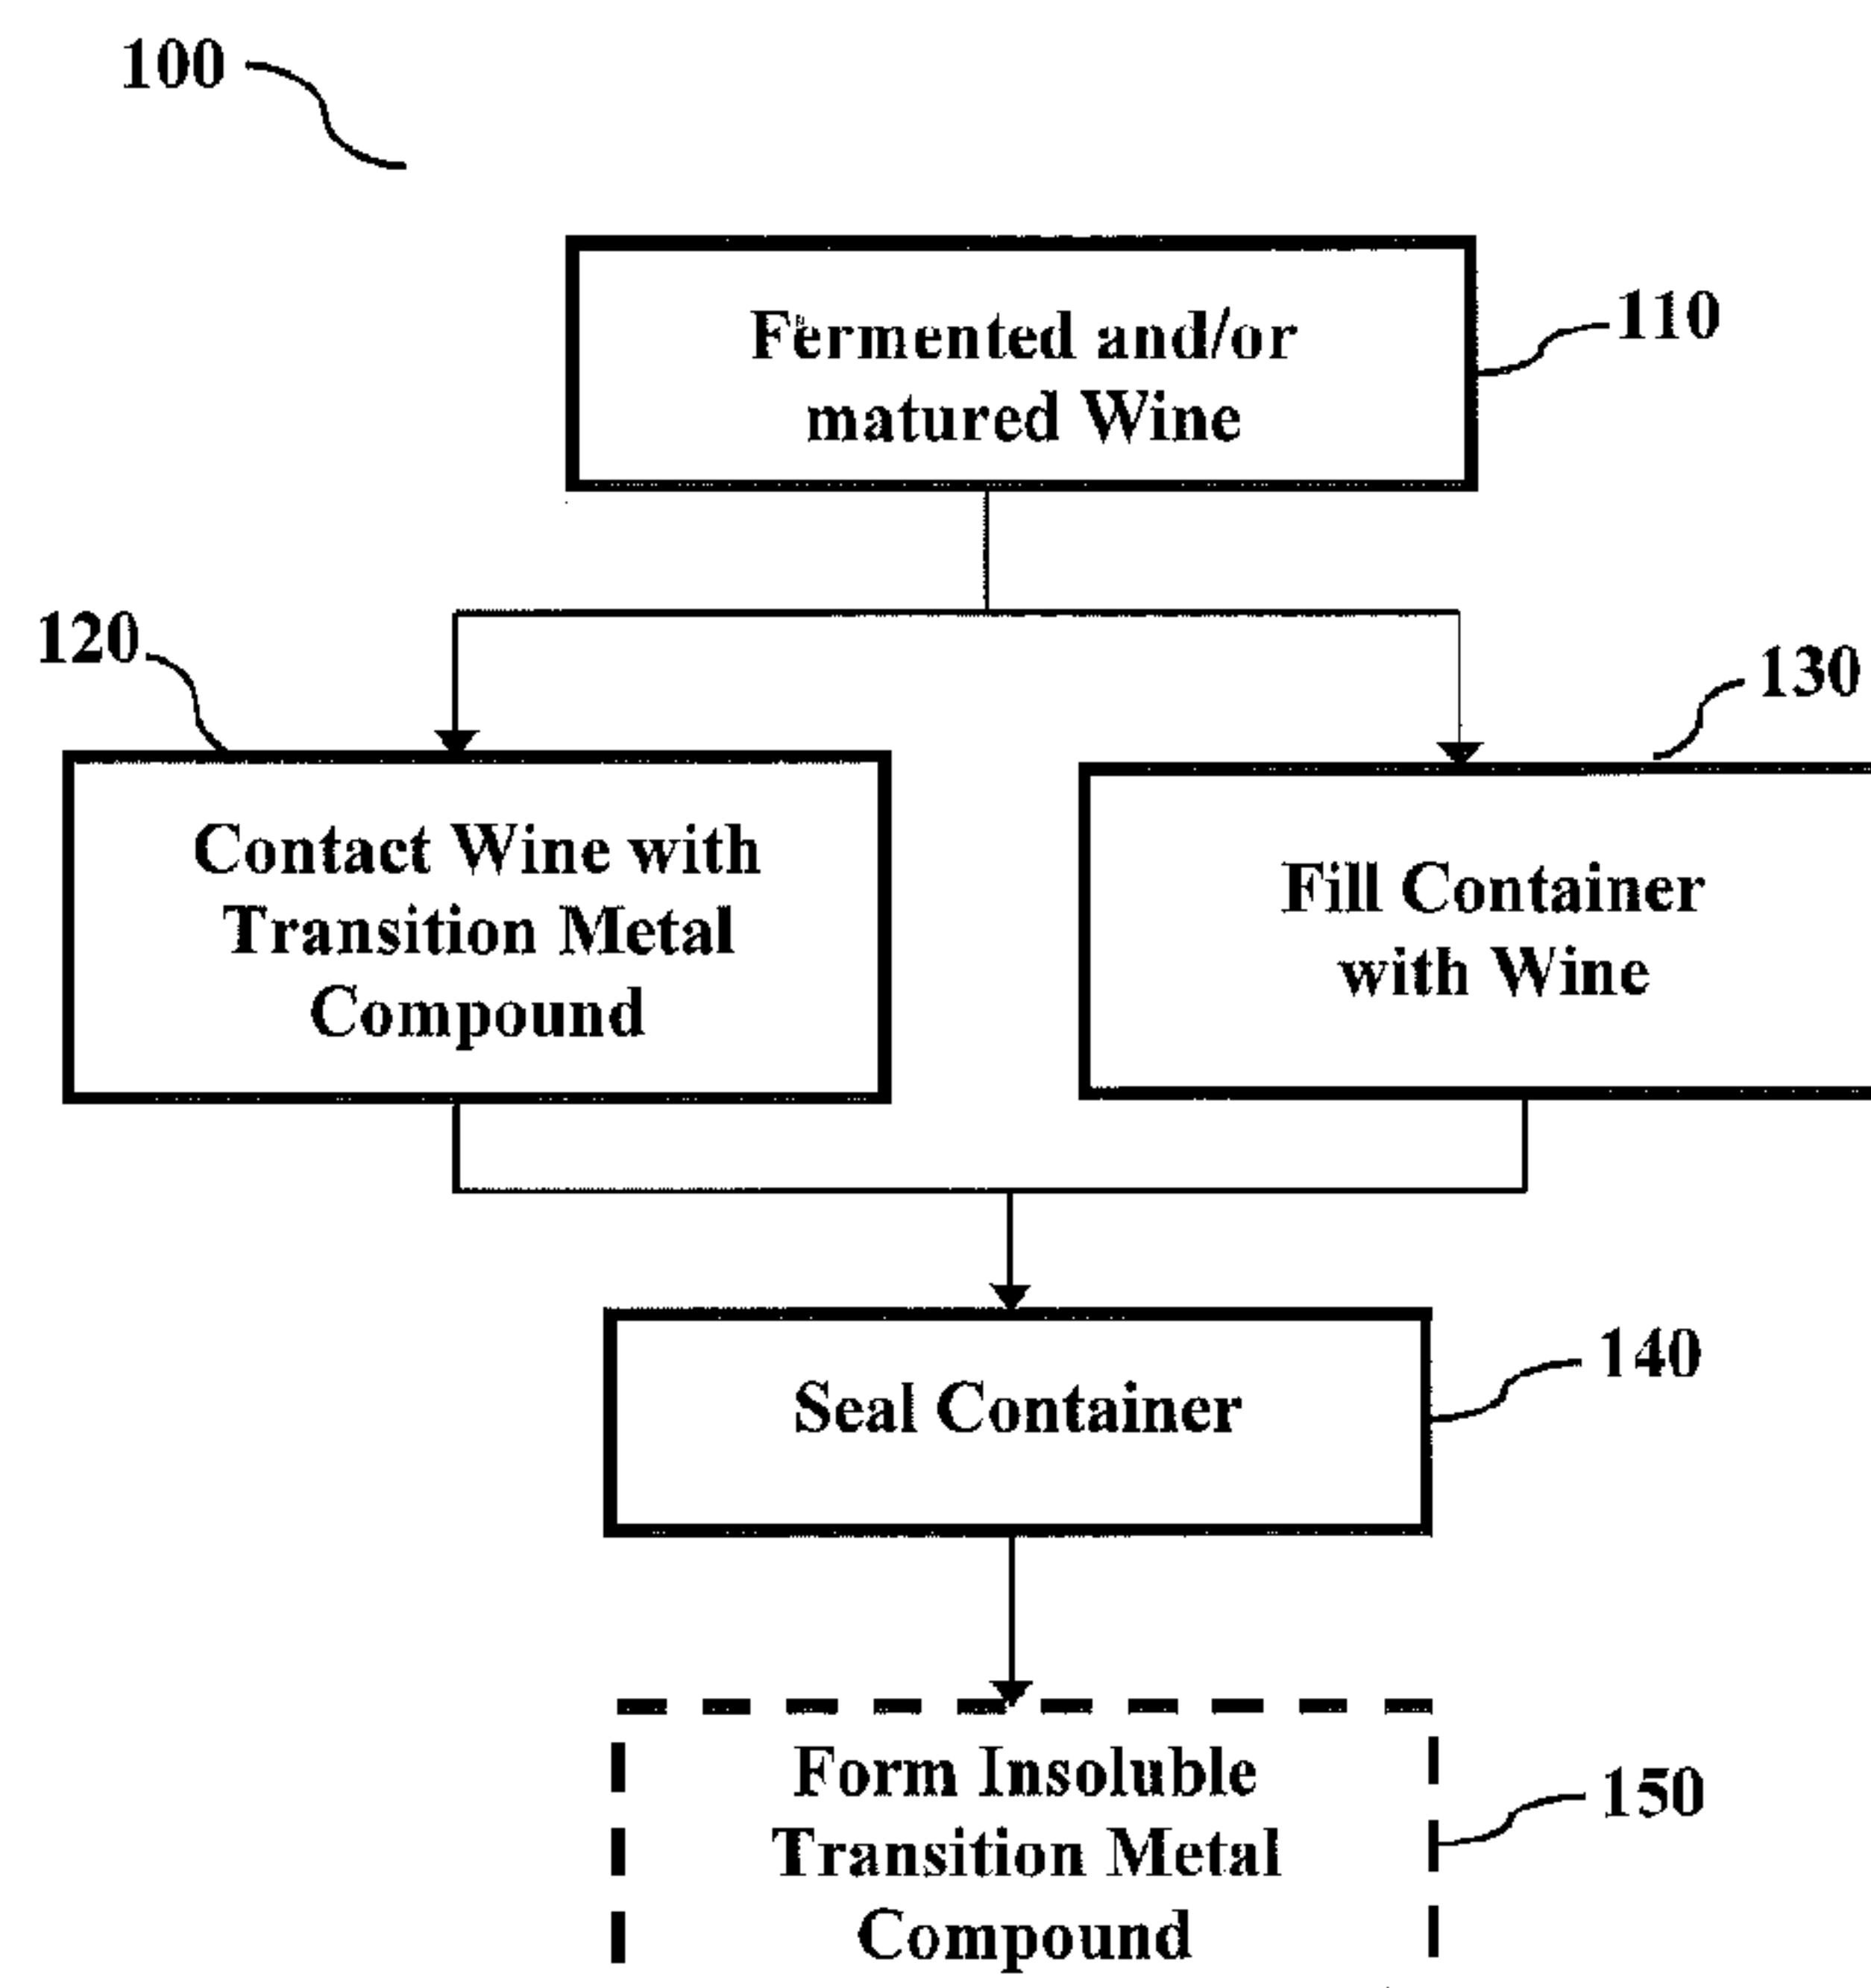 100
Fermented and/or
matured Wine
110
120
130
Contact Wine with
Transition Metal
Compound
Fill Container
with Wine
Seal Container
140
Form Insoluble
Transition Metal
Compound
150